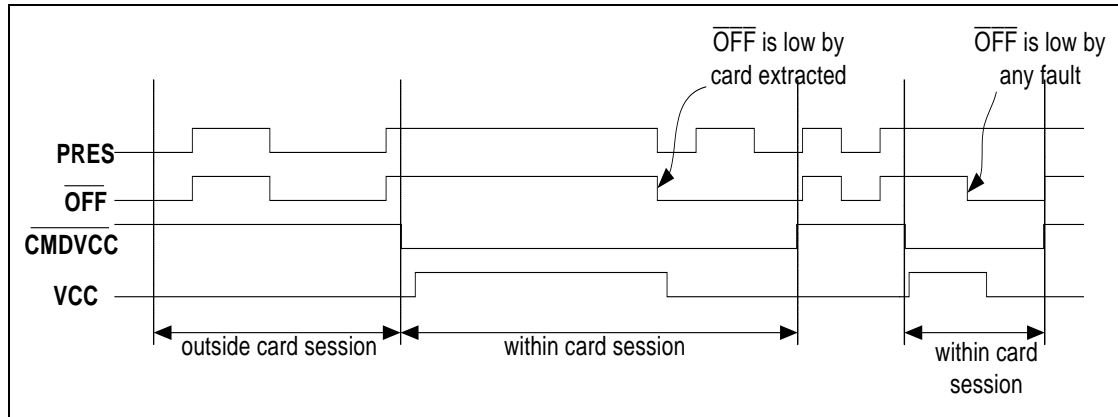 OFF is low by
card extracted
OFF is low by
any fault
PRES
OFF
CMDVCC
VCC
outside card session
within card session
within card
session